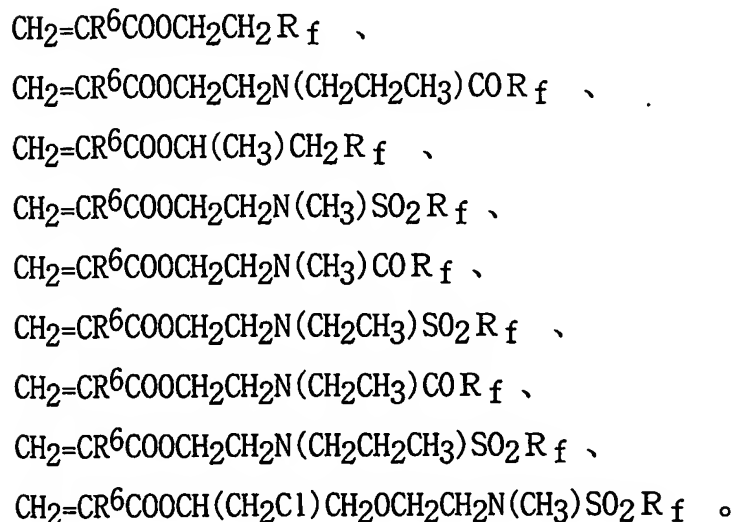 CH2=CR6COOCH2CH2Rf 、
CH2=CR6COOCH2CH2N(CH2CH2CH3)CORf 、
CH2=CR6COOCH(CH3)CH2Rf 、
CH2=CR6COOCH2CH2N(CH3)SO2Rf 、
CH2=CR6COOCH2CH2N(CH3)CORf 、
CH2=CR6COOCH2CH2N(CH2CH3)SO2Rf 、
CH2=CR6COOCH2CH2N(CH2CH3)CORf 、
CH2=CR6COOCH2CH2N(CH2CH2CH3)SO2Rf 、
CH2=CR6COOCH(CH2Cl)CH2OCH2CH2N(CH3)SO2Rf 。